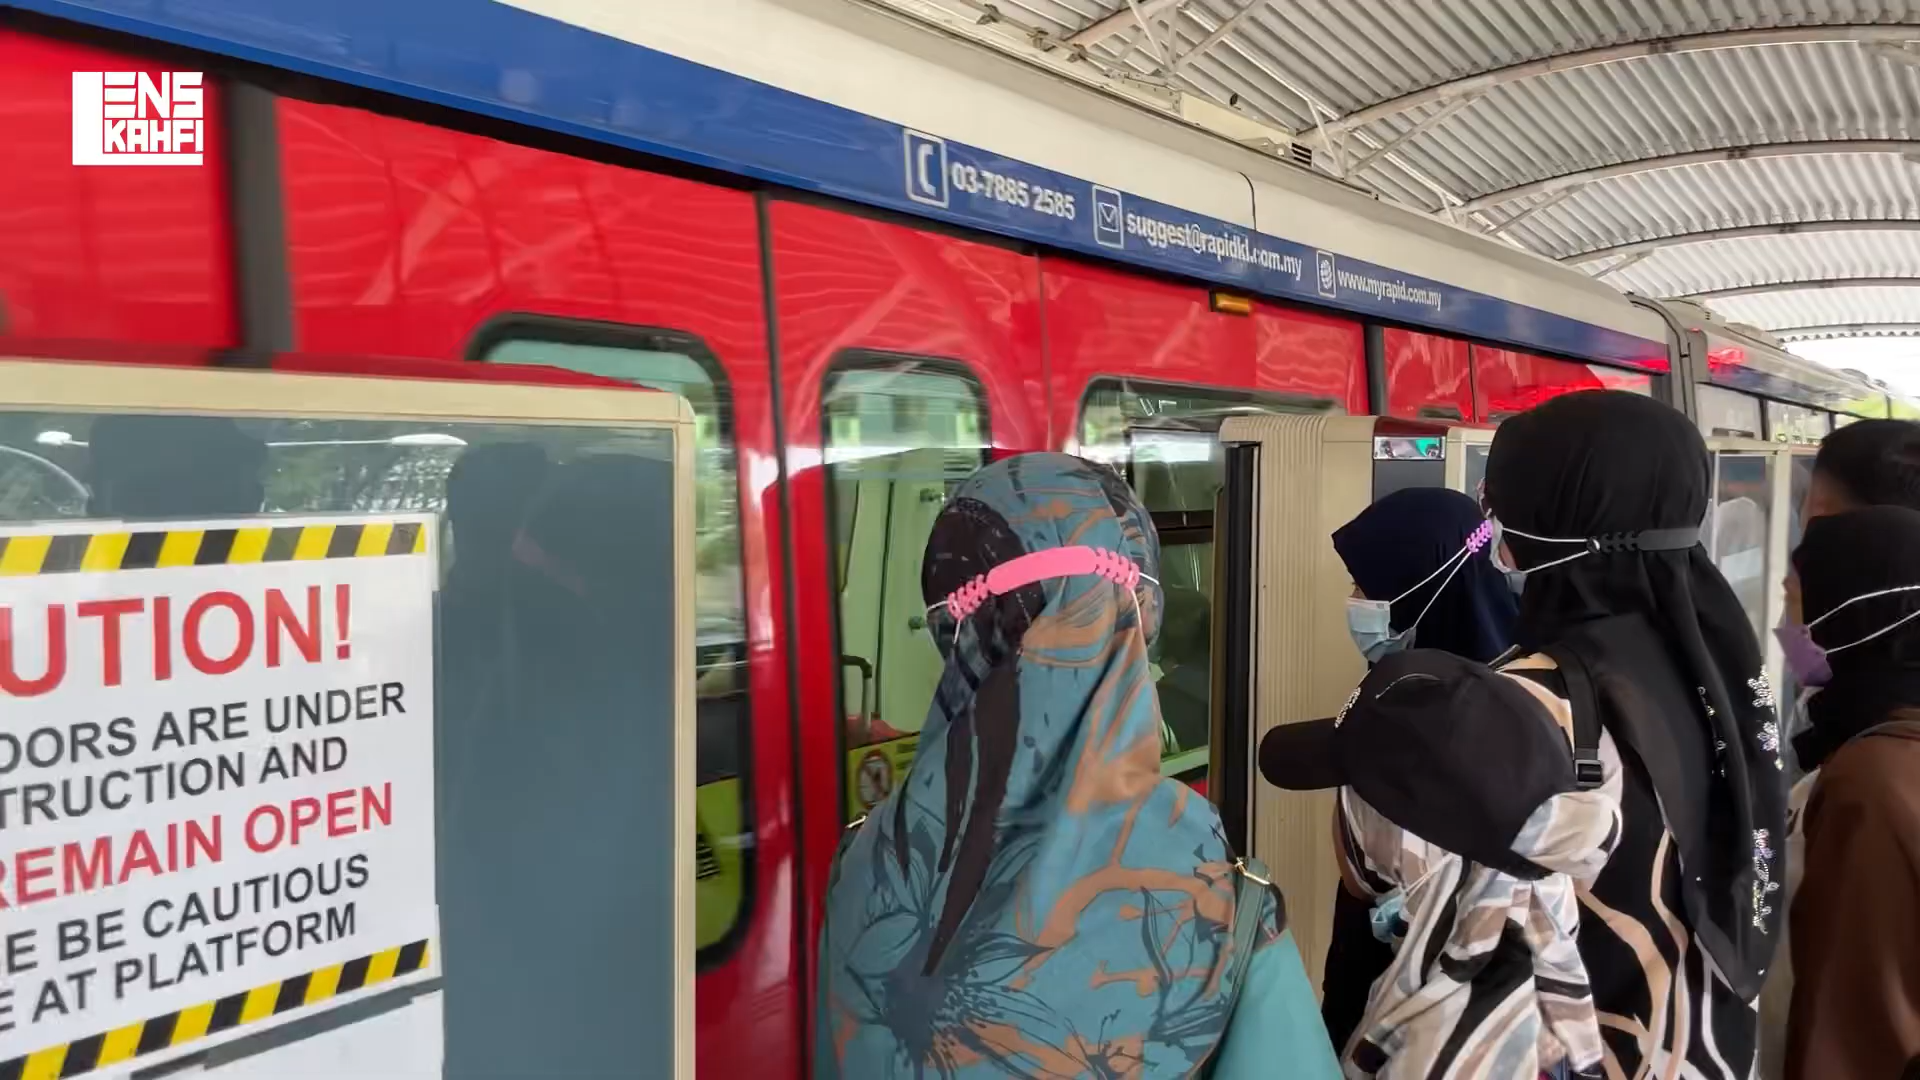 LENS
KAHFI
03-7885 2585
suggest@rapidkl.com.my
www.myrapid.com.my
UTION!
DOORS ARE UNDER
TRUCTION AND
REMAIN OPEN
E BE CAUTIOUS
E AT PLATFORM